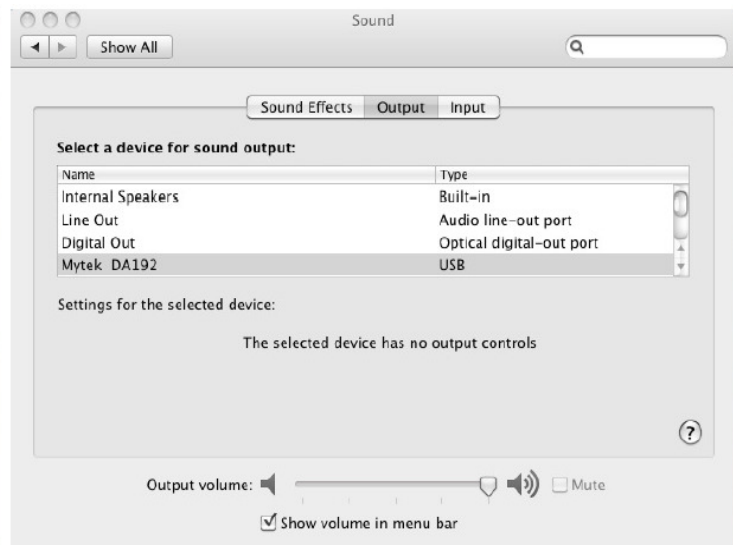 Sound
Show All
Sound Effects Output Input
Select a device for sound output:
Name Type
Internal Speakers Built-in
Line Out Audio line-out port
Digital Out Optical digital-out port
Mytek DA192 USB
Settings for the selected device:
The selected device has no output controls
?
Output volume: Mute
Show volume in menu bar